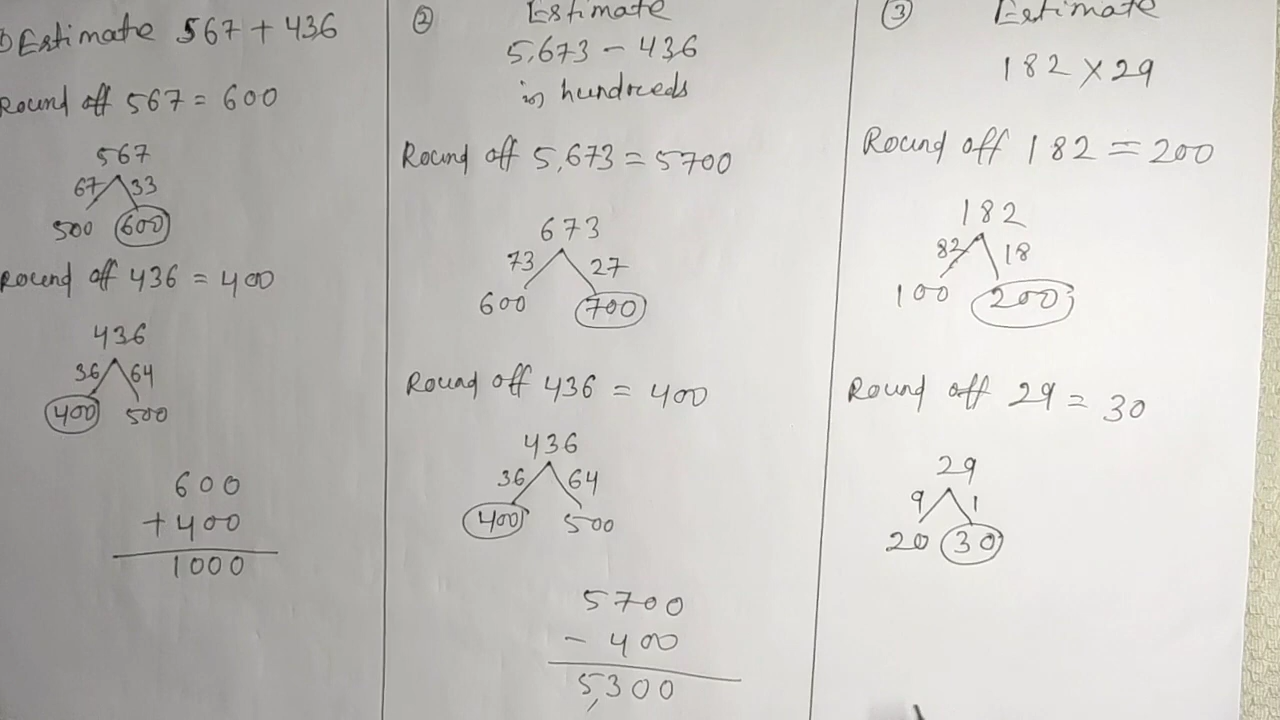 1) Estimate 567 + 436
Round off 567 = 600
567
67 33
500 600
Round off 436 = 400
436
36 64
400 500
600
+ 400
1000
② Estimate
5,673 - 436
in hundreeds
Round off 5,673 = 5700
673
73 27
600 700
Round off 436 = 400
436
36 64
400 500
5700
- 400
5,300
③ Estimate
182 × 29
Round off 182 = 200
182
82 18
100 200
Round off 29 = 30
29
9 1
20 30